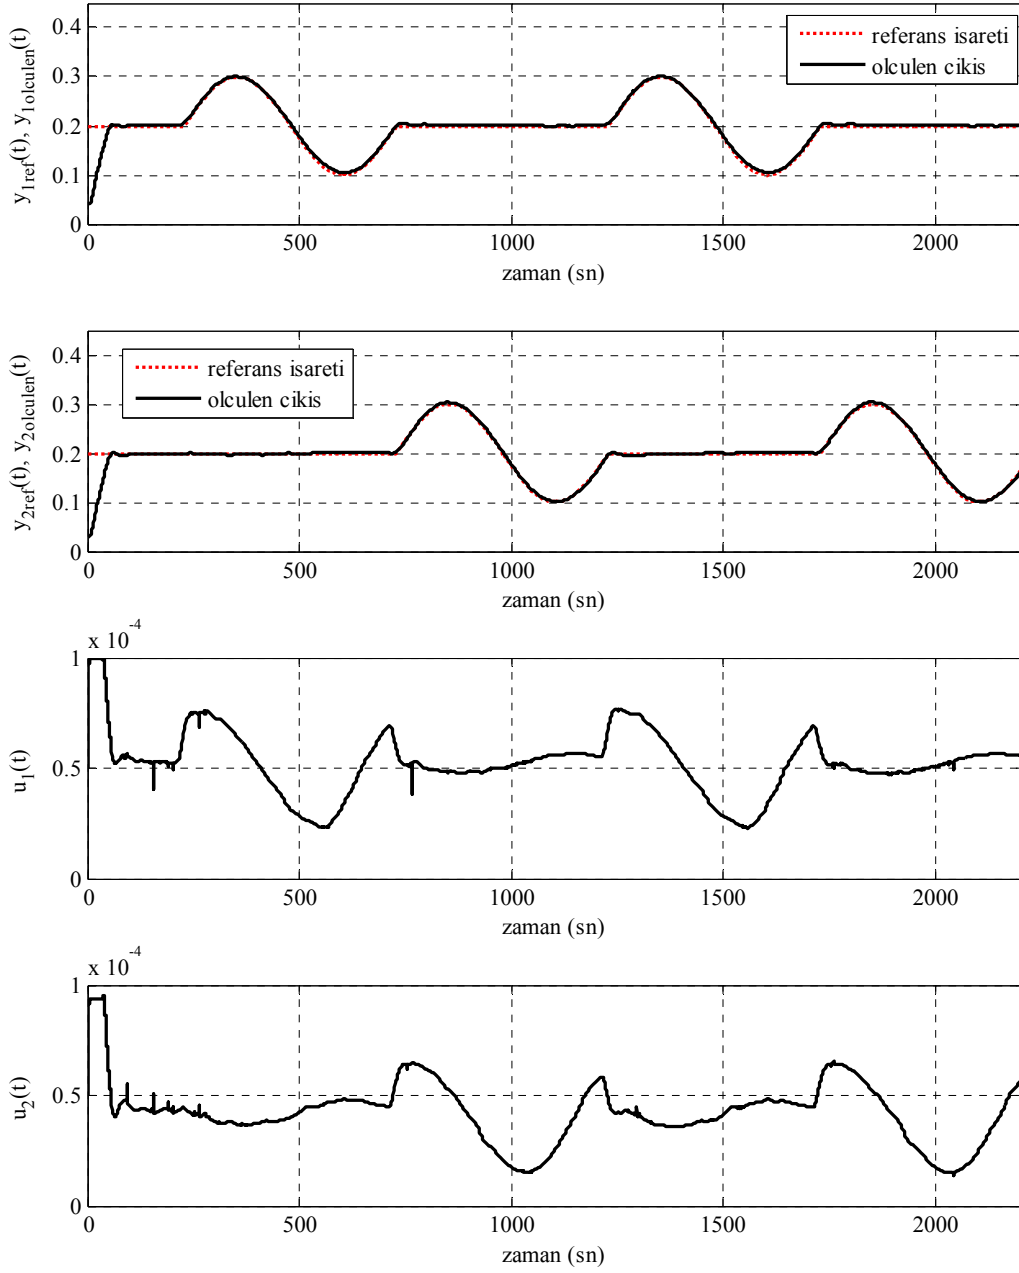 0.4
0.3
0.2
0.1
0
y1ref(t), y1olculen(t)
referans isareti
olculen cikis
0 500 1000 1500 2000
zaman (sn)
0.4
0.3
0.2
0.1
0
y2ref(t), y2olculen(t)
referans isareti
olculen cikis
0 500 1000 1500 2000
zaman (sn)
x 10-4
1
0.5
0
u1(t)
0 500 1000 1500 2000
zaman (sn)
x 10-4
1
0.5
0
u2(t)
0 500 1000 1500 2000
zaman (sn)